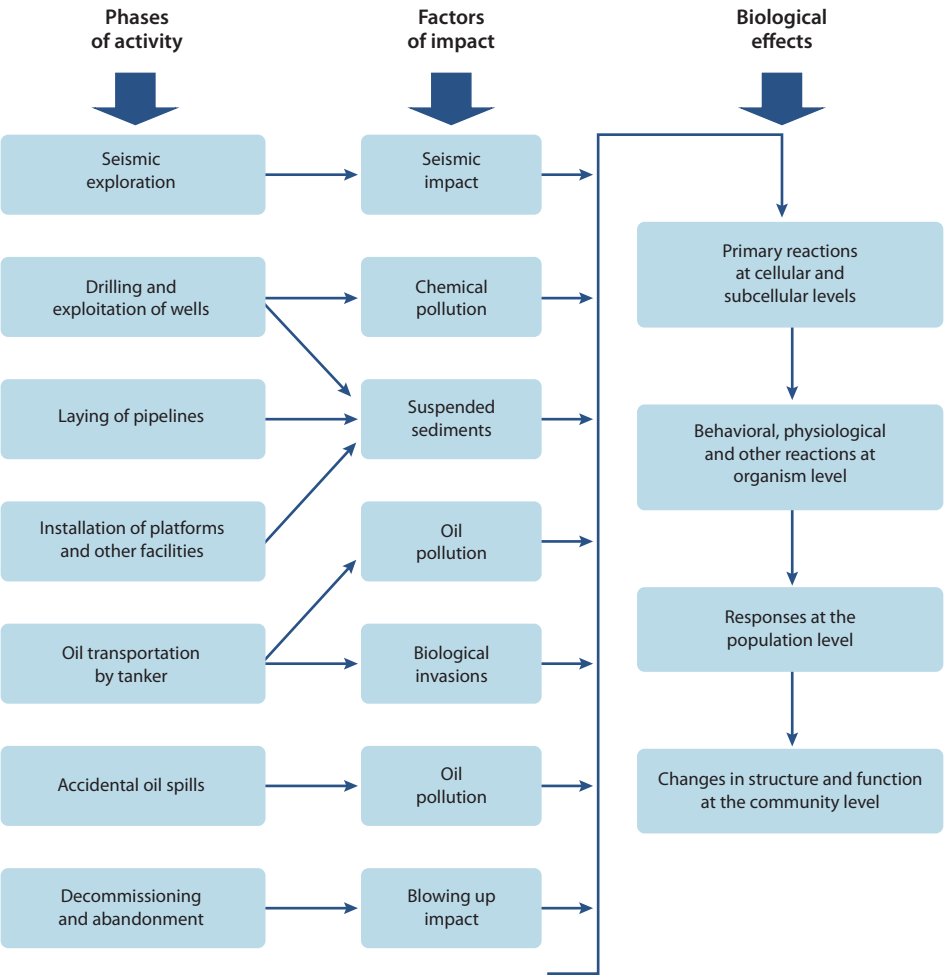 Phases
of activity
Factors
of impact
Biological
effects
Seismic
exploration
Seismic
impact
Drilling and
exploitation of wells
Chemical
pollution
Laying of pipelines
Suspended
sediments
Installation of platforms
and other facilities
Oil
pollution
Oil transportation
by tanker
Biological
invasions
Accidental oil spills
Oil
pollution
Decommissioning
and abandonment
Blowing up
impact
Primary reactions
at cellular and
subcellular levels
Behavioral, physiological
and other reactions at
organism level
Responses at the
population level
Changes in structure and function
at the community level